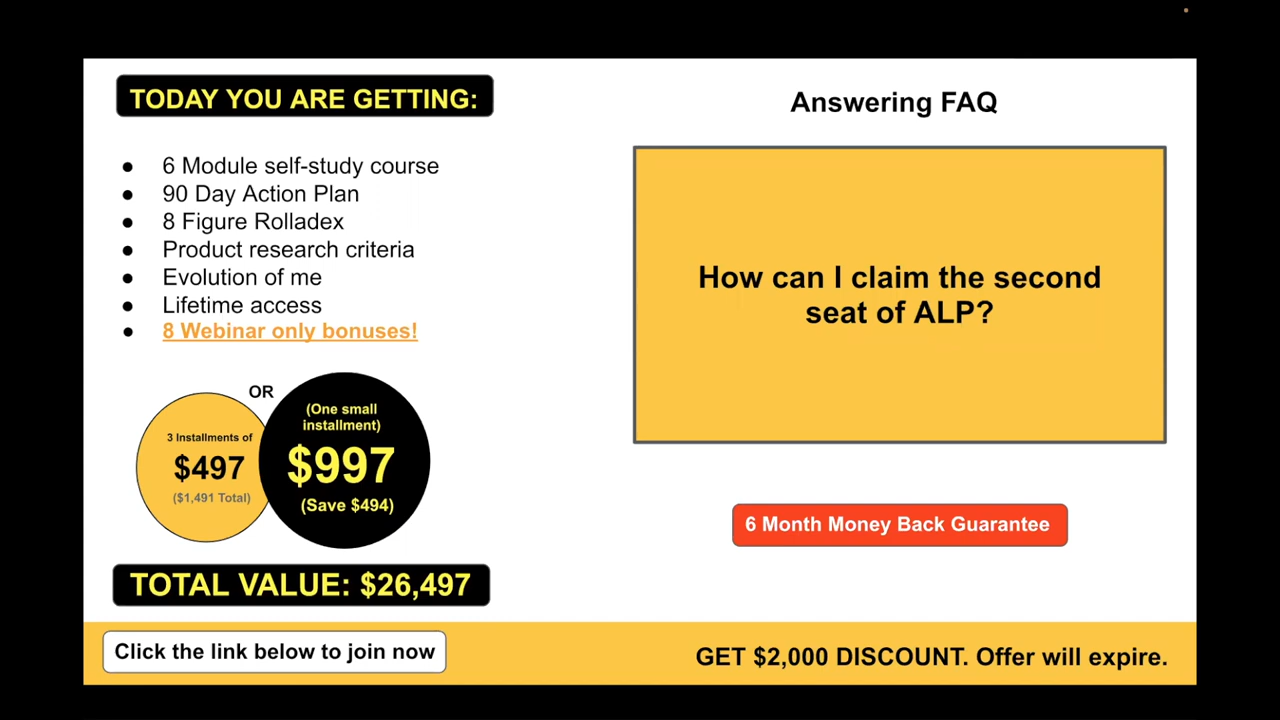 TODAY YOU ARE GETTING:
● 6 Module self-study course
● 90 Day Action Plan
● 8 Figure Rolladex
● Product research criteria
● Evolution of me
● Lifetime access
● 8 Webinar only bonuses!
OR
3 Installments of
$497
($1,491 Total)
(One small
installment)
$997
(Save $494)
TOTAL VALUE: $26,497
Click the link below to join now
Answering FAQ
How can I claim the second
seat of ALP?
6 Month Money Back Guarantee
GET $2,000 DISCOUNT. Offer will expire.